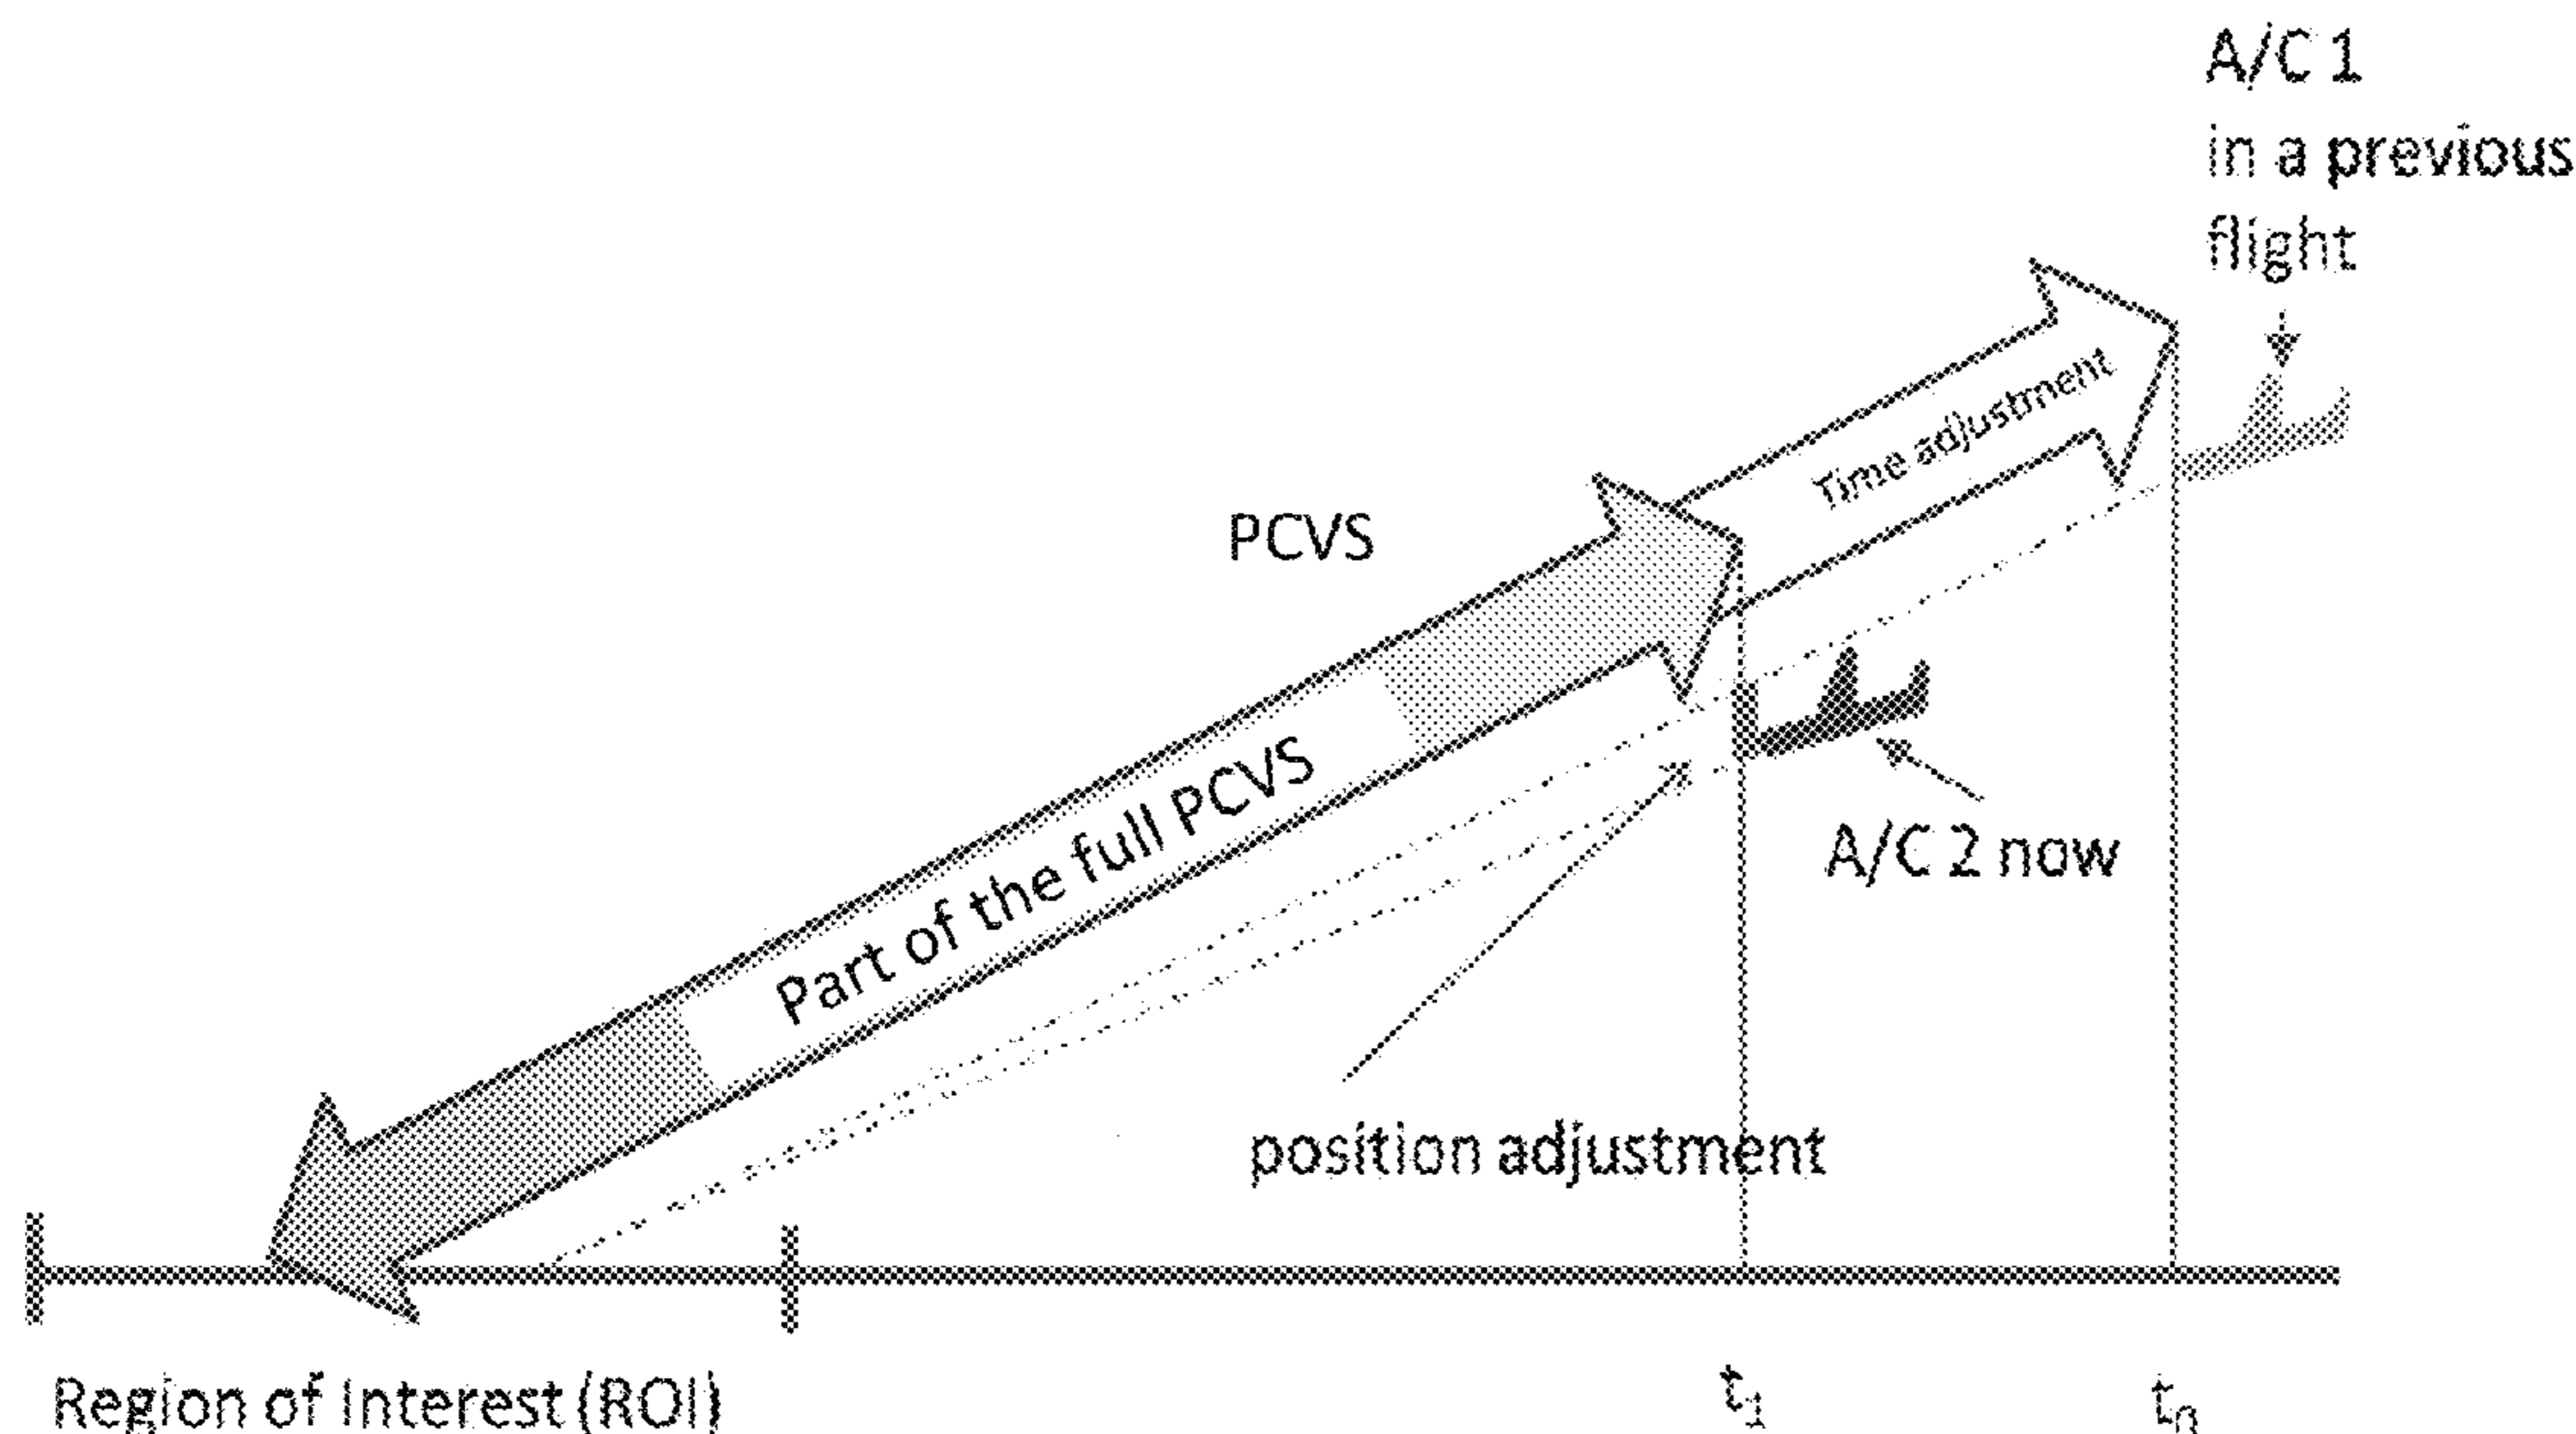 A/C 1
in a previous
flight
Time adjustment
PCVS
Part of the full PCVS
A/C 2 now
position adjustment
Region of Interest (ROI)
t1
t0